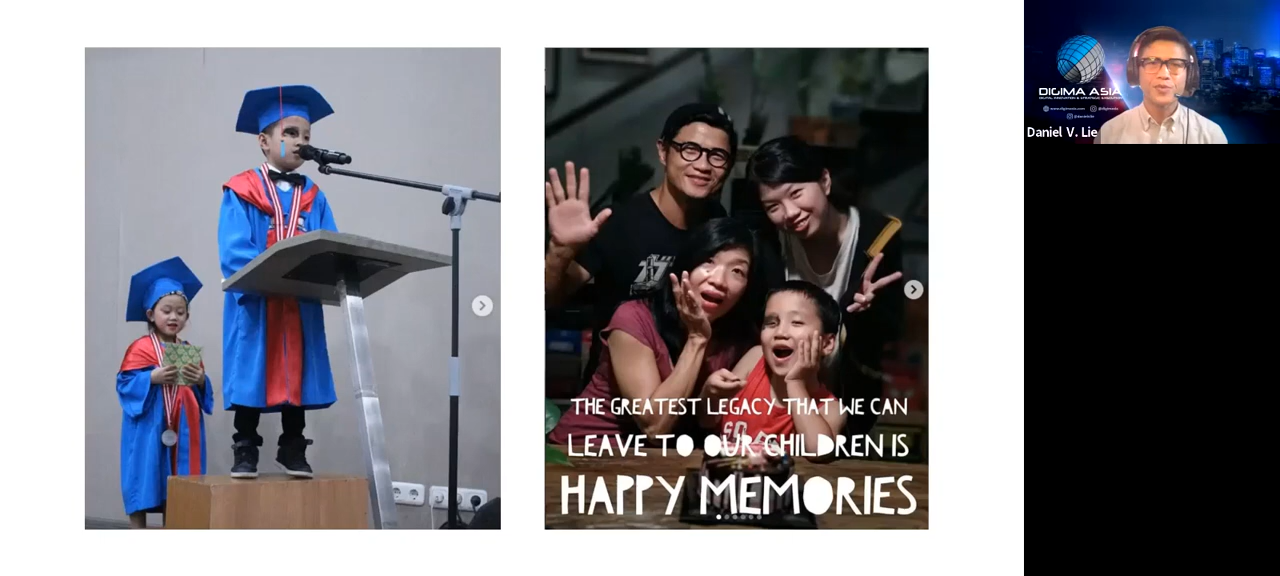 THE GREATEST LEGACY THAT WE CAN
LEAVE TO OUR CHILDREN IS
HAPPY MEMORIES
DIGIMA ASIA
Daniel V. Lie